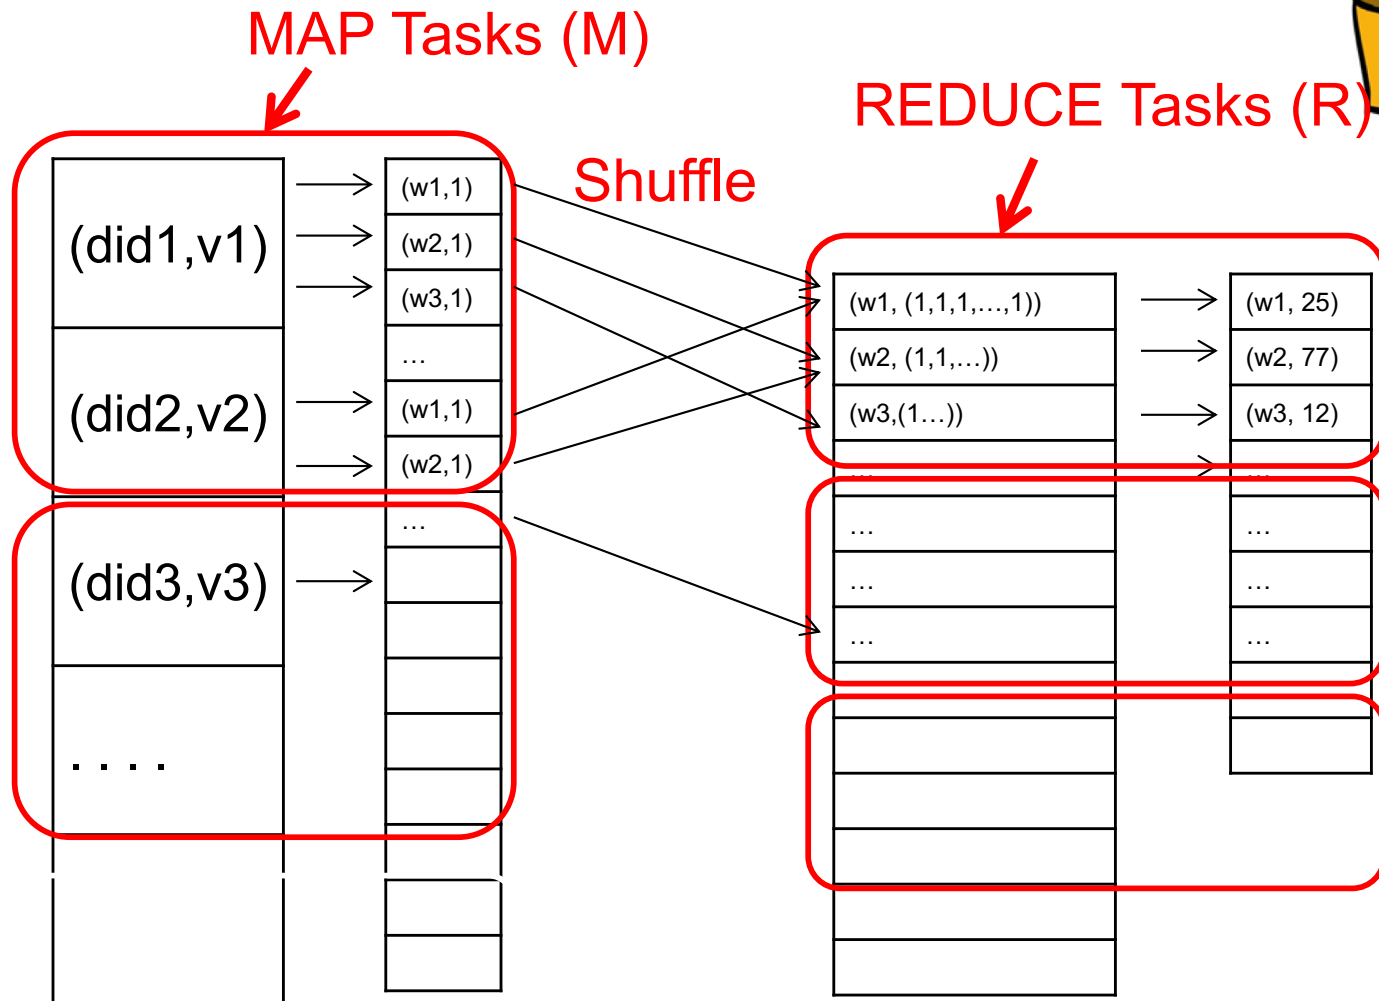 MAP Tasks (M)
REDUCE Tasks (R)
Shuffle
(did1,v1)
(did2,v2)
(did3,v3)
. . . .
(w1,1)
(w2,1)
(w3,1)
…
(w1,1)
(w2,1)
…
(w1, (1,1,1,…,1))
(w2, (1,1,…))
(w3,(1…))
…
…
…
…
(w1, 25)
(w2, 77)
(w3, 12)
…
…
…
…